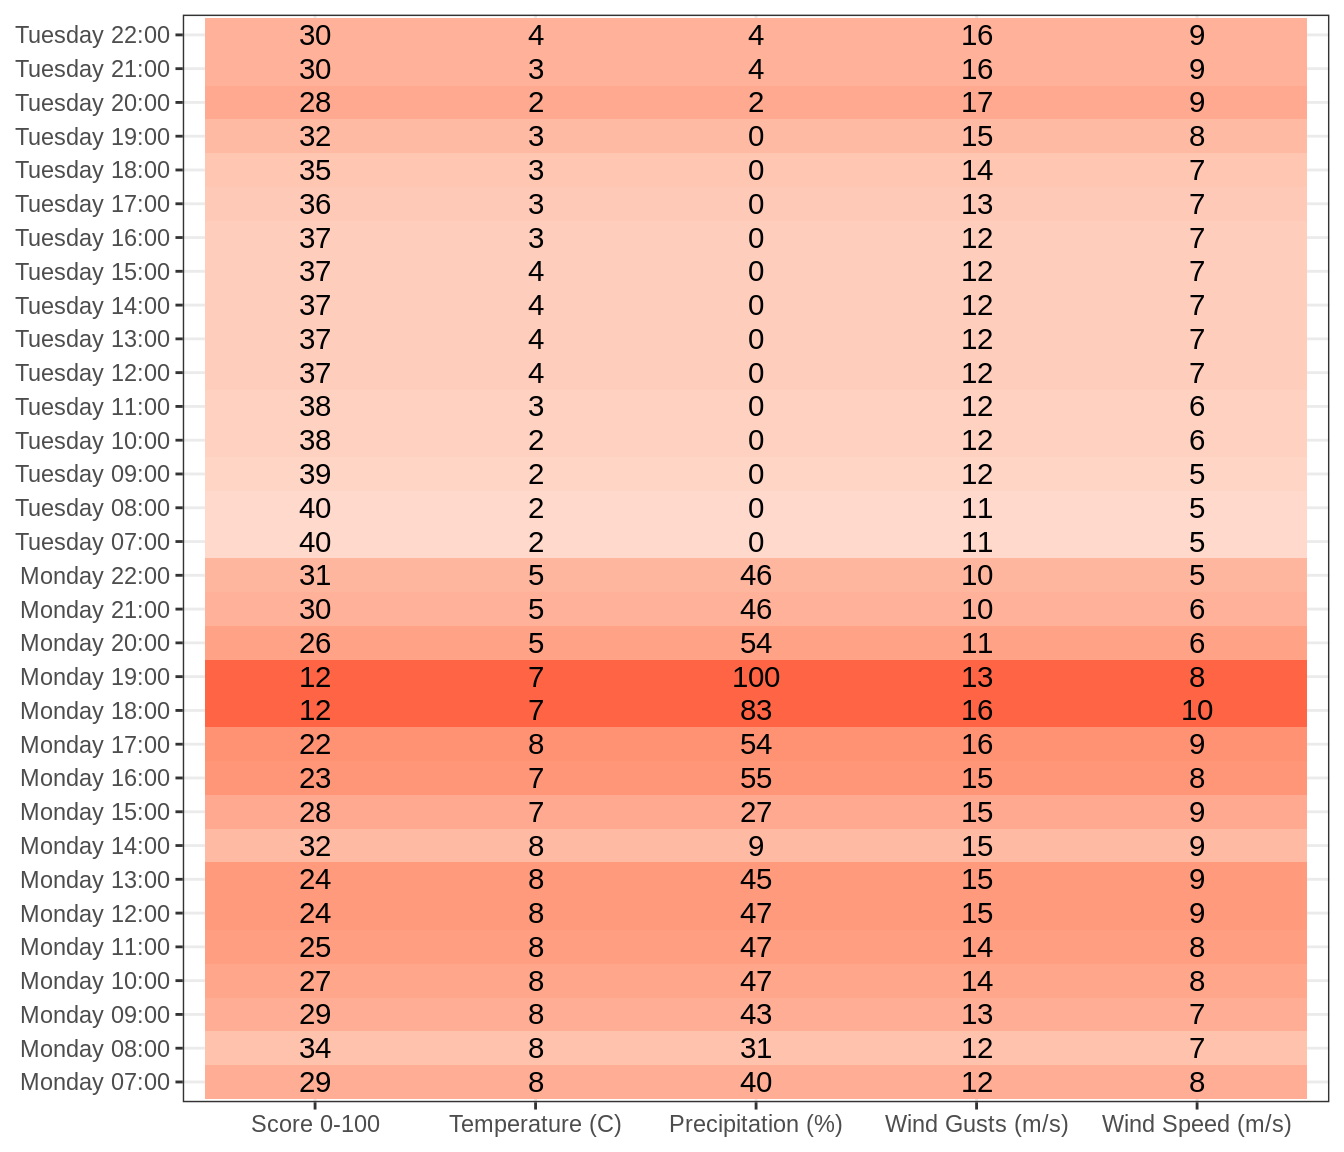 Tuesday 22:00 30 4 4 16 9
Tuesday 21:00 30 3 4 16 9
Tuesday 20:00 28 2 2 17 9
Tuesday 19:00 32 3 0 15 8
Tuesday 18:00 35 3 0 14 7
Tuesday 17:00 36 3 0 13 7
Tuesday 16:00 37 3 0 12 7
Tuesday 15:00 37 4 0 12 7
Tuesday 14:00 37 4 0 12 7
Tuesday 13:00 37 4 0 12 7
Tuesday 12:00 37 4 0 12 7
Tuesday 11:00 38 3 0 12 6
Tuesday 10:00 38 2 0 12 6
Tuesday 09:00 39 2 0 12 5
Tuesday 08:00 40 2 0 11 5
Tuesday 07:00 40 2 0 11 5
Monday 22:00 31 5 46 10 5
Monday 21:00 30 5 46 10 6
Monday 20:00 26 5 54 11 6
Monday 19:00 12 7 100 13 8
Monday 18:00 12 7 83 16 10
Monday 17:00 22 8 54 16 9
Monday 16:00 23 7 55 15 8
Monday 15:00 28 7 27 15 9
Monday 14:00 32 8 9 15 9
Monday 13:00 24 8 45 15 9
Monday 12:00 24 8 47 15 9
Monday 11:00 25 8 47 14 8
Monday 10:00 27 8 47 14 8
Monday 09:00 29 8 43 13 7
Monday 08:00 34 8 31 12 7
Monday 07:00 29 8 40 12 8
Score 0-100 Temperature (C) Precipitation (%) Wind Gusts (m/s) Wind Speed (m/s)